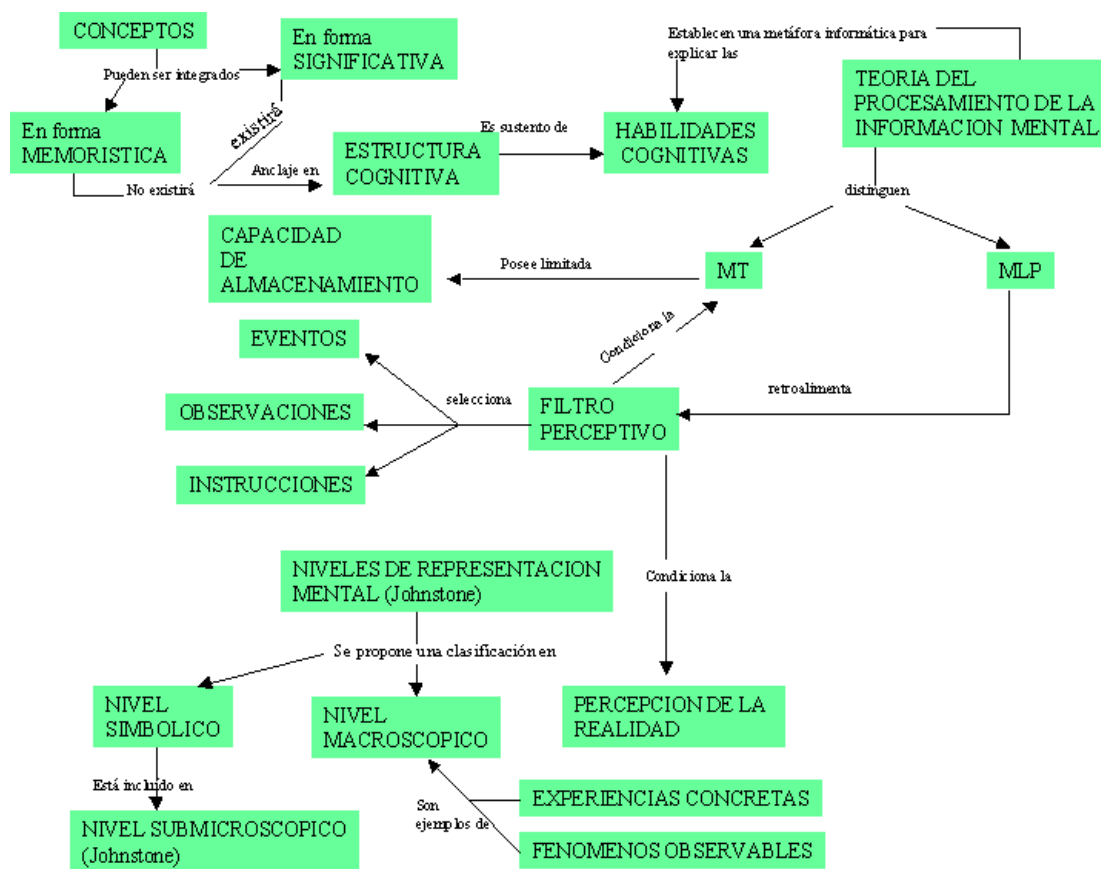 CONCEPTOS
En forma
SIGNIFICATIVA
Establecen una metáfora informática para
explicar las
Pueden ser integrados
TEORIA DEL
PROCESAMIENTO DE LA
INFORMACION MENTAL
En forma
MEMORISTICA
existirá
Es sustento de
HABILIDADES
COGNITIVAS
ESTRUCTURA
COGNITIVA
Anclaje en
No existirá
distinguen
CAPACIDAD
DE
ALMACENAMIENTO
Posee limitada
MT
MLP
EVENTOS
Condiciona la
retroalimenta
selecciona
OBSERVACIONES
FILTRO
PERCEPTIVO
INSTRUCCIONES
NIVELES DE REPRESENTACION
MENTAL (Johnstone)
Condiciona la
Se propone una clasificación en
NIVEL
SIMBOLICO
NIVEL
MACROSCOPICO
PERCEPCION DE LA
REALIDAD
Está incluido en
EXPERIENCIAS CONCRETAS
Son
ejemplos de
NIVEL SUBMICROSCOPICO
(Johnstone)
FENOMENOS OBSERVABLES